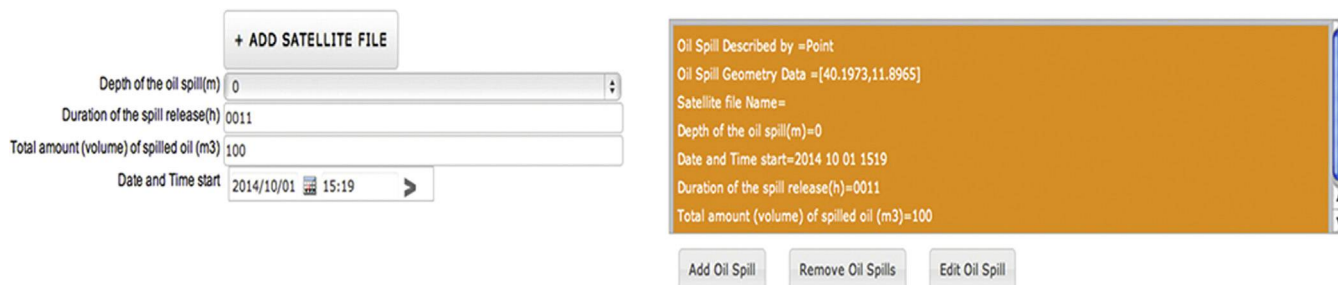 + ADD SATELLITE FILE
Depth of the oil spill(m) 0
Duration of the spill release(h) 0011
Total amount (volume) of spilled oil (m3) 100
Date and Time start 2014/10/01 15:19 >
Oil Spill Described by =Point
Oil Spill Geometry Data =[40.1973,11.8965]
Satellite file Name=
Depth of the oil spill(m)=0
Date and Time start=2014 10 01 1519
Duration of the spill release(h)=0011
Total amount (volume) of spilled oil (m3)=100
Add Oil Spill Remove Oil Spills Edit Oil Spill